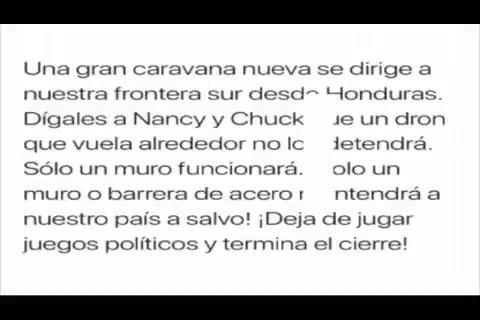 Una gran caravana nueva se dirige a
nuestra frontera sur Honduras.
Dígales a Nancy y Chuck un dron
que vuela alrededor no detendrá.
Sólo un muro funcionará. un
muro o barrera de acero a
nuestro país a salvo! ¡Deja de jugar
juegos políticos y termina el cierre!